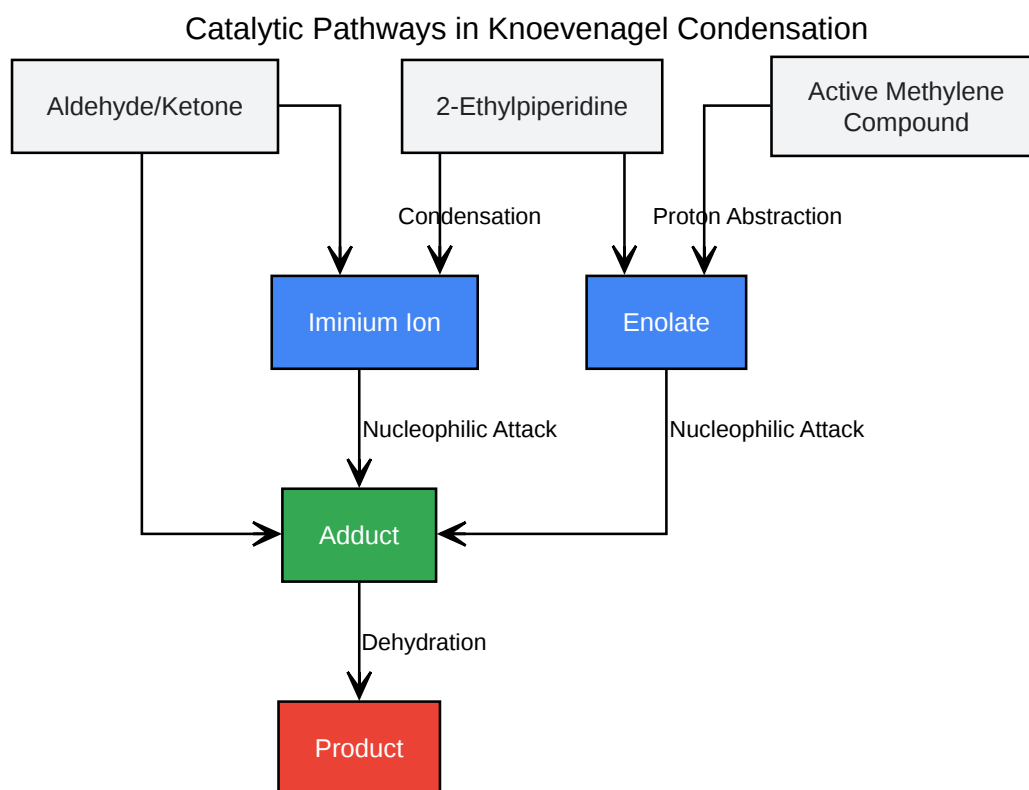 Catalytic Pathways in Knoevenagel Condensation
Aldehyde/Ketone
2-Ethylpiperidine
Active Methylene
Compound
Condensation
Proton Abstraction
Iminium Ion
Enolate
Nucleophilic Attack
Nucleophilic Attack
Adduct
Dehydration
Product